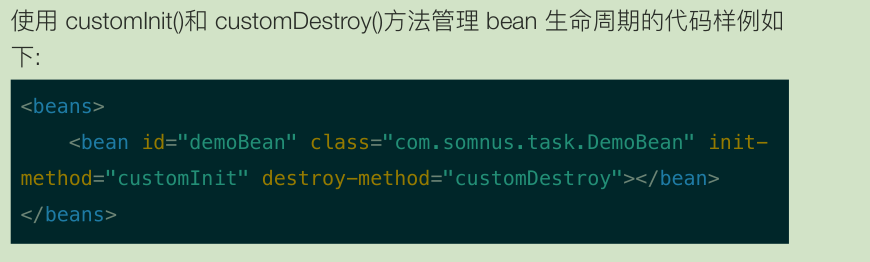 使用 customInit()和 customDestroy()方法管理 bean 生命周期的代码样例如
下:
<beans>
    <bean id="demoBean" class="com.somnus.task.DemoBean" init-
method="customInit" destroy-method="customDestroy"></bean>
</beans>